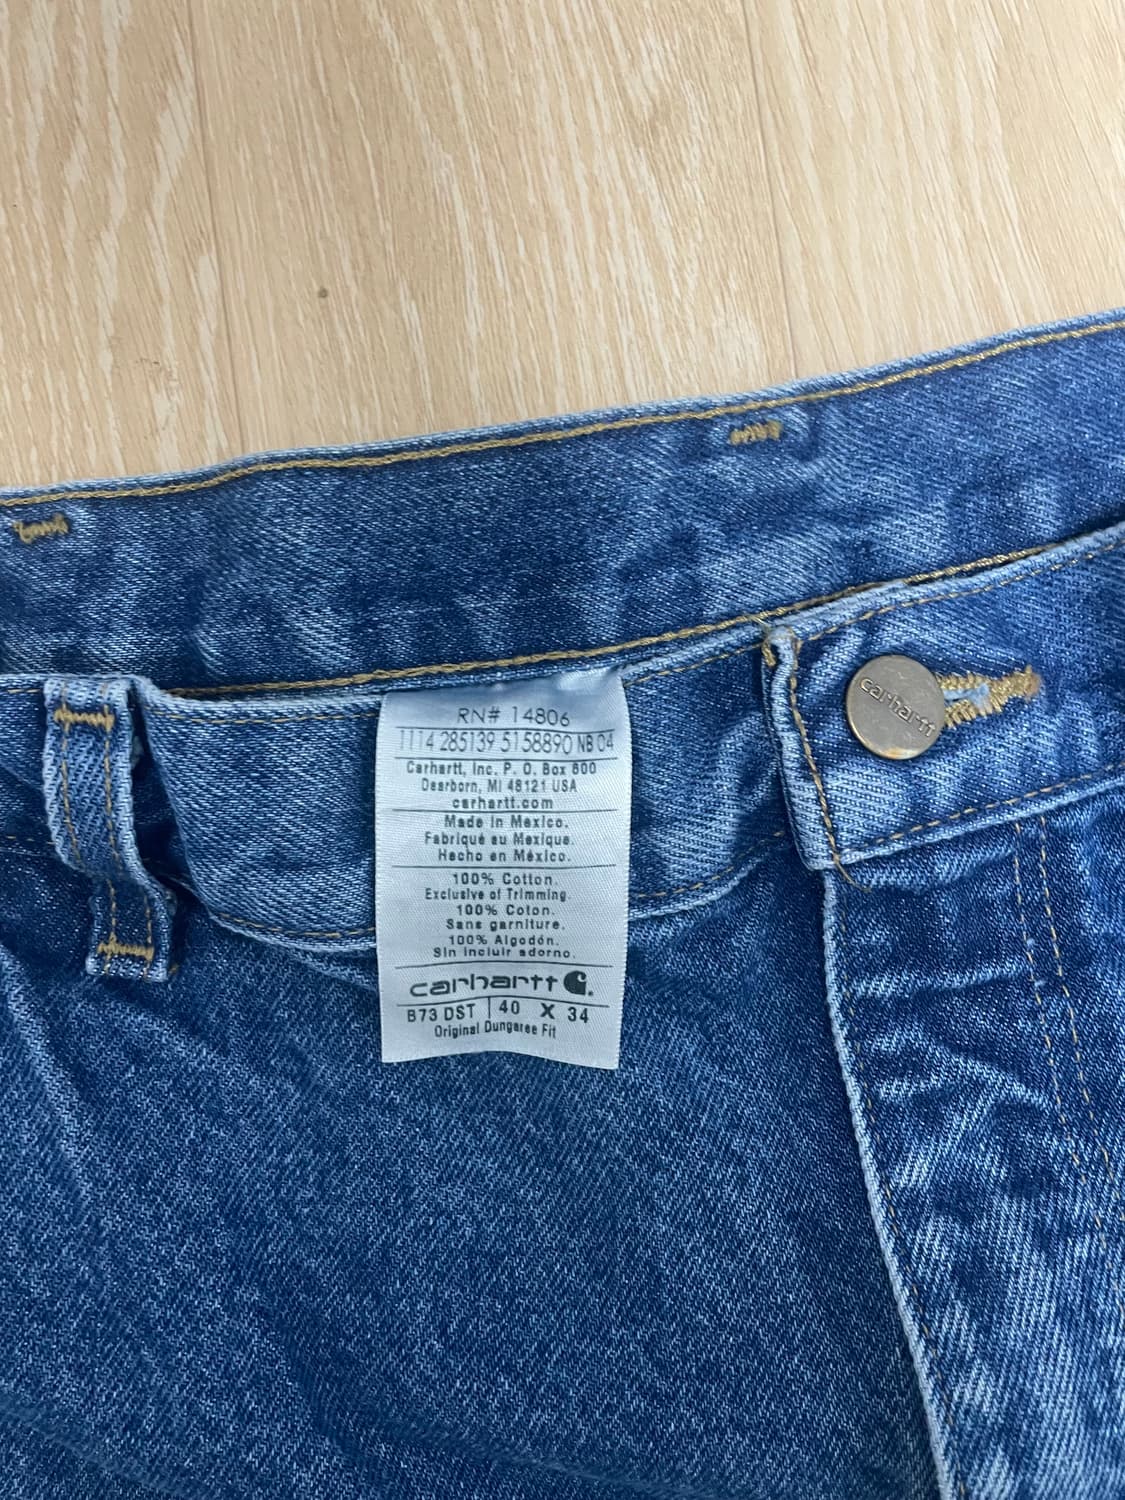 RN# 14806
1114 285139 5158890 NB 04
Carhartt, Inc. P. O. Box 600
Dearborn, MI 48121 USA
carhartt.com
Made in Mexico.
Fabriqué au Mexique.
Hecho en México.
100% Cotton.
Exclusive of Trimming.
100% Coton.
Sans garniture.
100% Algodón.
Sin incluir adorno.
carhartt
B73 DST 40 X 34
Original Dungaree Fit
carhartt